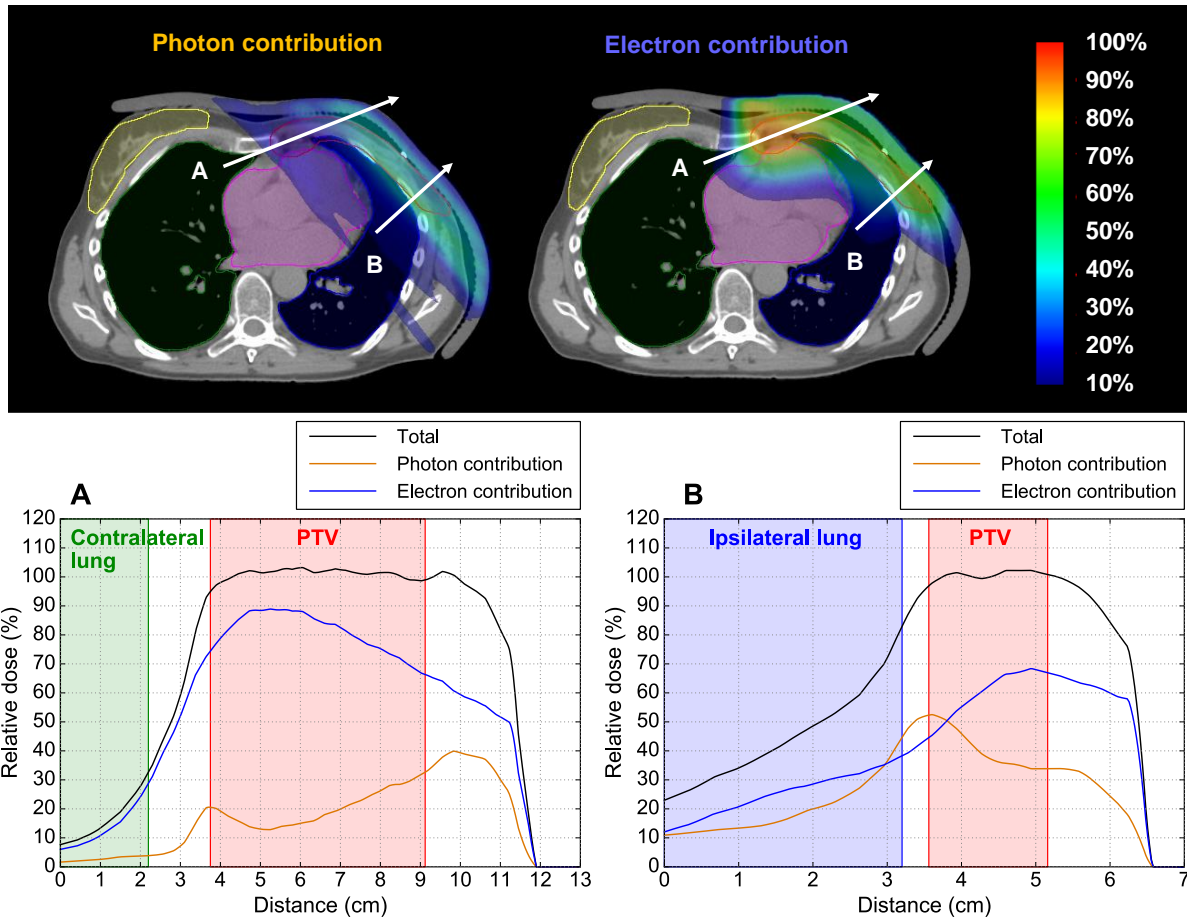 Photon contribution
Electron contribution
A
B
A
B
100%
90%
80%
70%
60%
50%
40%
30%
20%
10%
A
Total
Photon contribution
Electron contribution
Contralateral
lung
PTV
Relative dose (%)
120
110
100
90
80
70
60
50
40
30
20
10
0
0 1 2 3 4 5 6 7 8 9 10 11 12 13
Distance (cm)
B
Total
Photon contribution
Electron contribution
Ipsilateral lung
PTV
Relative dose (%)
120
110
100
90
80
70
60
50
40
30
20
10
0
0 1 2 3 4 5 6 7
Distance (cm)